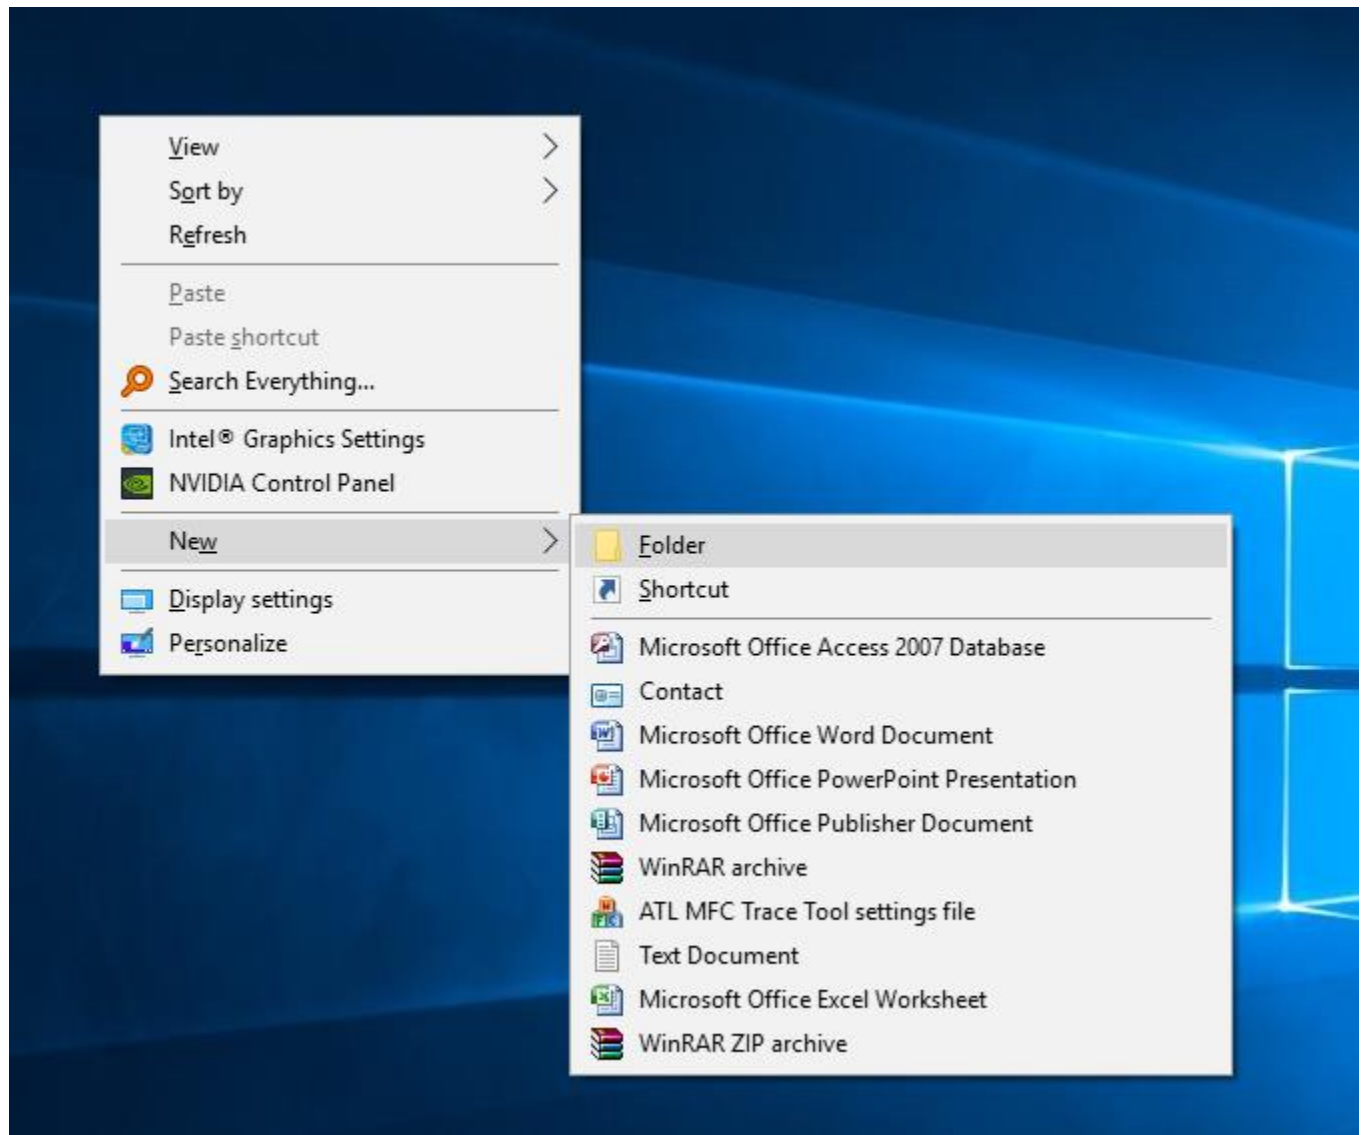 View
Sort by
Refresh
Paste
Paste shortcut
Search Everything...
Intel® Graphics Settings
NVIDIA Control Panel
New
Display settings
Personalize
Folder
Shortcut
Microsoft Office Access 2007 Database
Contact
Microsoft Office Word Document
Microsoft Office PowerPoint Presentation
Microsoft Office Publisher Document
WinRAR archive
ATL MFC Trace Tool settings file
Text Document
Microsoft Office Excel Worksheet
WinRAR ZIP archive